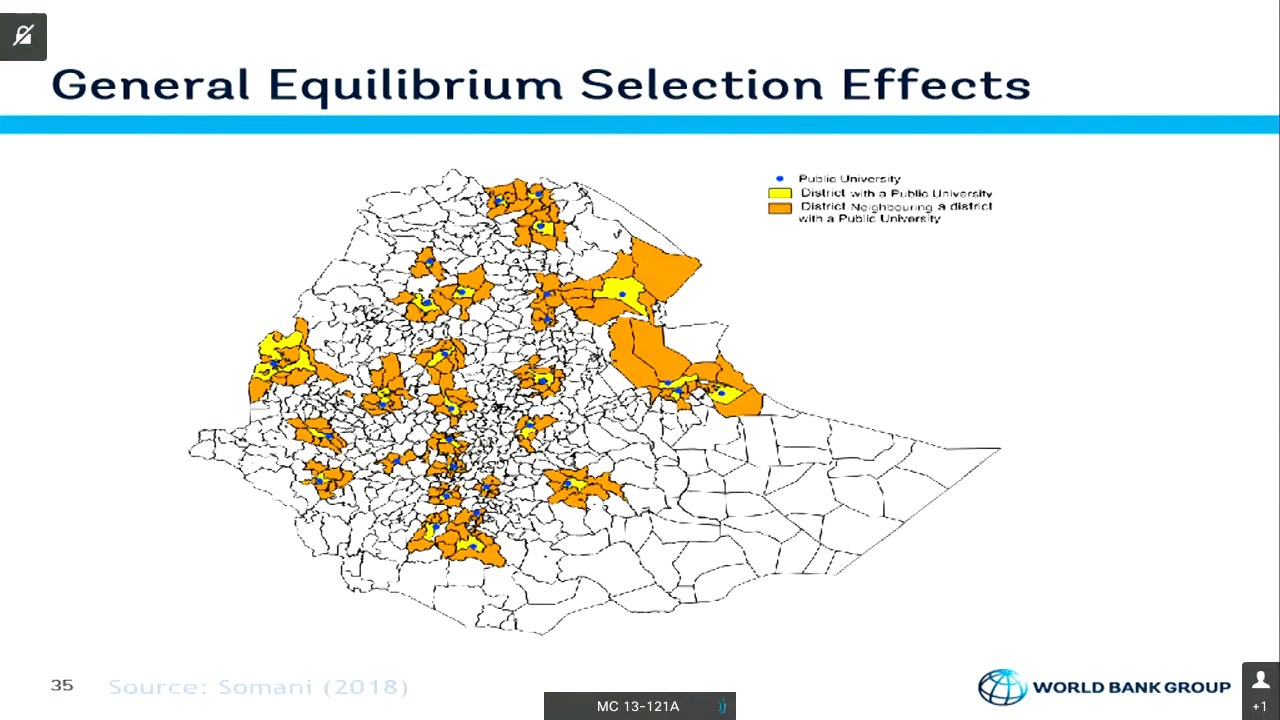 General Equilibrium Selection Effects
Public University
District with a Public University
District Neighbouring a district
with a Public University
35
Source: Somani (2018)
WORLD BANK GROUP
MC 13-121A
+1